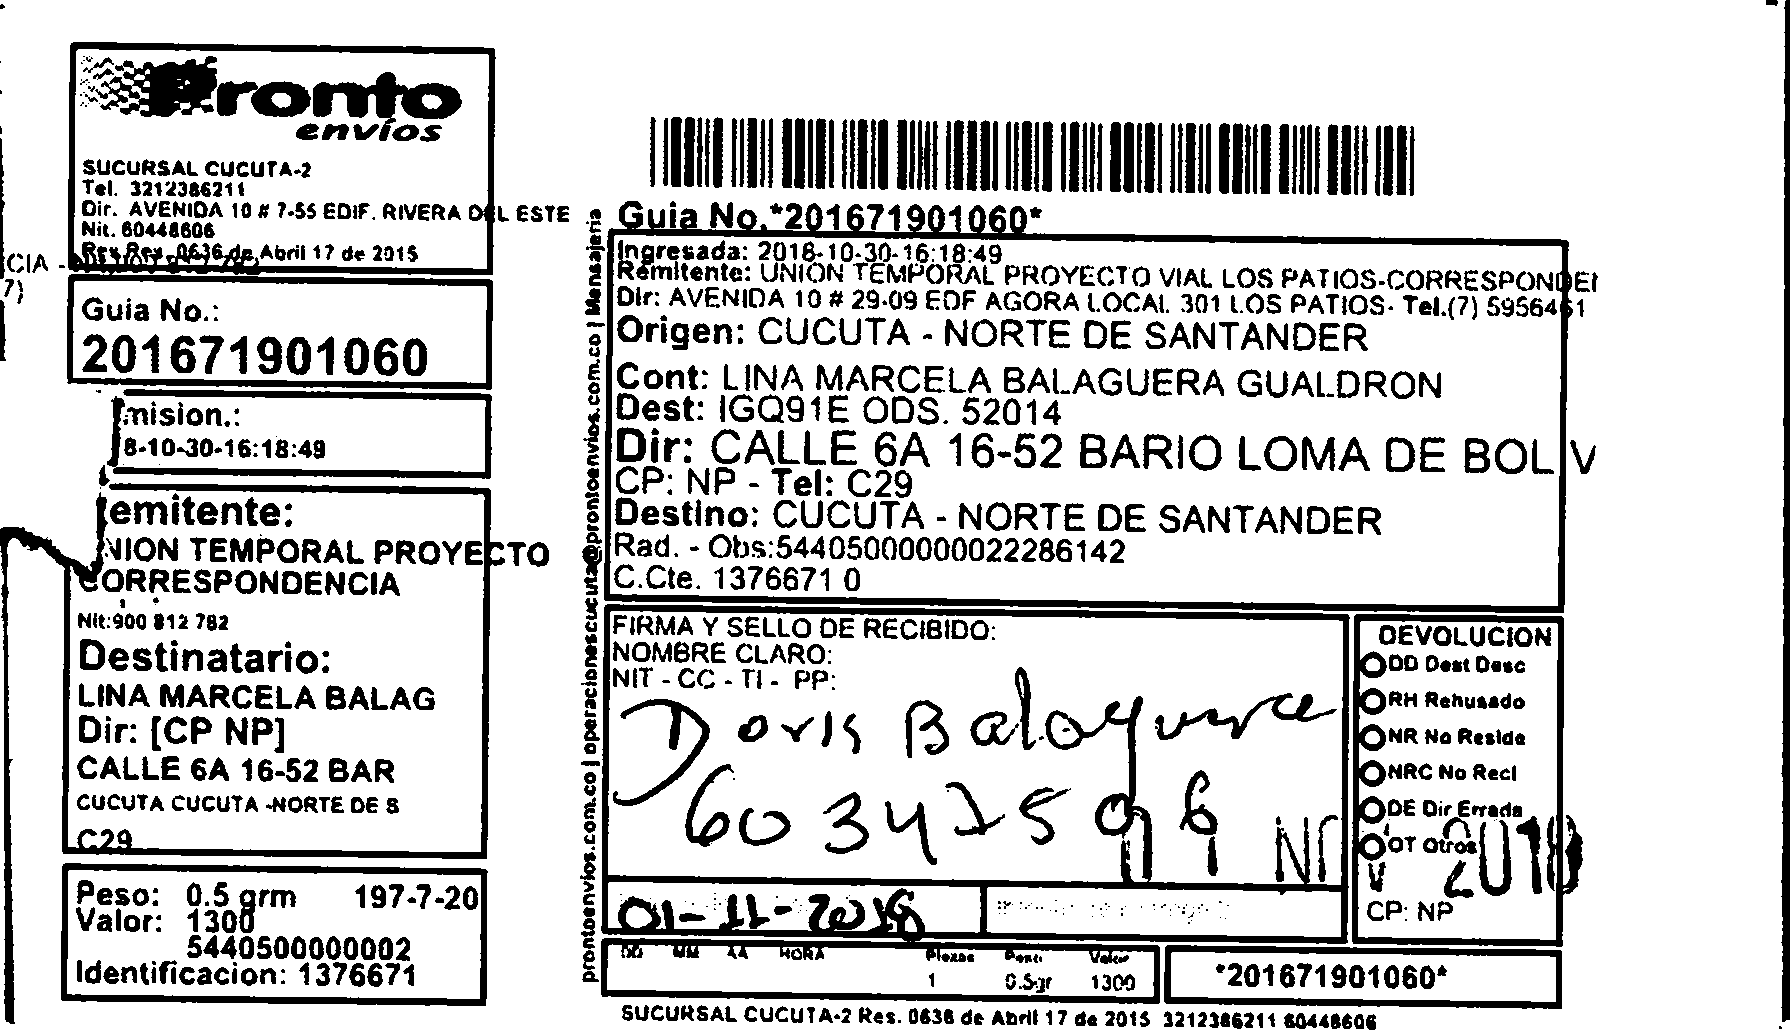 Pronto
envíos
SUCURSAL CUCUTA-2
Tel. 3212386211
Dir. AVENIDA 10 # 7-55 EDIF. RIVERA DEL ESTE
Nit. 60448606
Res. 0636 de Abril 17 de 2015
CIA -
7)
Guia No.:
201671901060
mision.:
8-10-30-16:18:49
emitente:
NION TEMPORAL PROYECTO
CORRESPONDENCIA
Nit:900 812 782
Destinatario:
LINA MARCELA BALAG
Dir: [CP NP]
CALLE 6A 16-52 BAR
CUCUTA CUCUTA -NORTE DE S
C29
Peso: 0.5 grm 197-7-20
Valor: 1300
5440500000002
Identificacion: 1376671
prontoenvios.com.co | operacionescucuta@prontoenvios.com.co | Mensajeria
Guia No.*201671901060*
Ingresada: 2018-10-30-16:18:49
Remitente: UNION TEMPORAL PROYECTO VIAL LOS PATIOS-CORRESPONDEN
Dir: AVENIDA 10 # 29-09 EDF AGORA LOCAL 301 LOS PATIOS- Tel.(7) 5956461
Origen: CUCUTA - NORTE DE SANTANDER
Cont: LINA MARCELA BALAGUERA GUALDRON
Dest: IGQ91E ODS. 52014
Dir: CALLE 6A 16-52 BARIO LOMA DE BOLIV
CP: NP - Tel: C29
Destino: CUCUTA - NORTE DE SANTANDER
Rad. - Obs:54405000000022286142
C.Cte. 1376671 0
FIRMA Y SELLO DE RECIBIDO:
NOMBRE CLARO:
NIT - CC - TI - PP:
Doris Balaguera
01-11-2018
DD MM AA HORA Piezas Peso Valor
1 0.5gr 1300
DEVOLUCION
DD Dest Desc
RH Rehusado
NR No Reside
NRC No Recl
DE Dir Errada
OT Otros
2018
CP: NP
*201671901060*
SUCURSAL CUCUTA-2 Res. 0636 de Abril 17 de 2015 3212386211 60448606